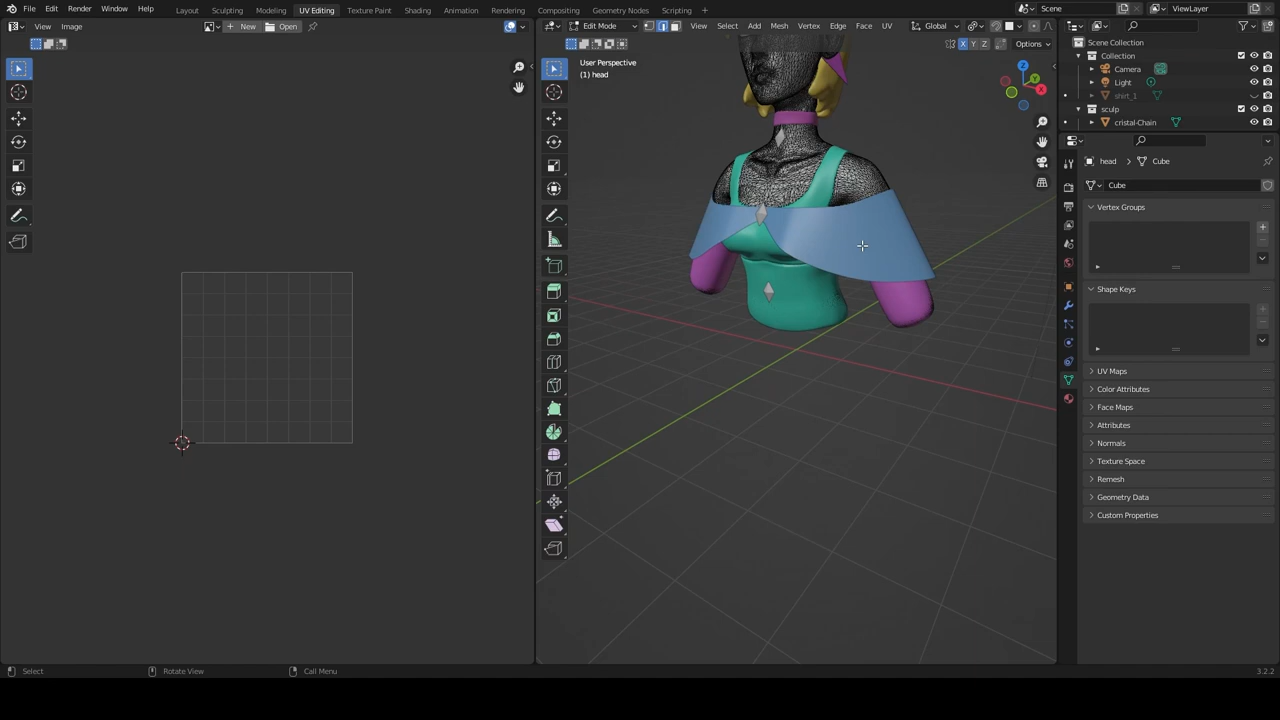 File Edit Render Window Help Layout Sculpting Modeling UV Editing Texture Paint Shading Animation Rendering Compositing Geometry Nodes Scripting + Scene ViewLayer
View Image New Open Edit Mode View Select Add Mesh Vertex Edge Face UV Global
X Y Z Options
User Perspective
(1) head
Scene Collection
Collection
Camera
Light
shirt_1
sculp
cristal-Chain
Z
Y
X
head > Cube
Cube
Vertex Groups
Shape Keys
UV Maps
Color Attributes
Face Maps
Attributes
Normals
Texture Space
Remesh
Geometry Data
Custom Properties
Select Rotate View Call Menu 3.2.2